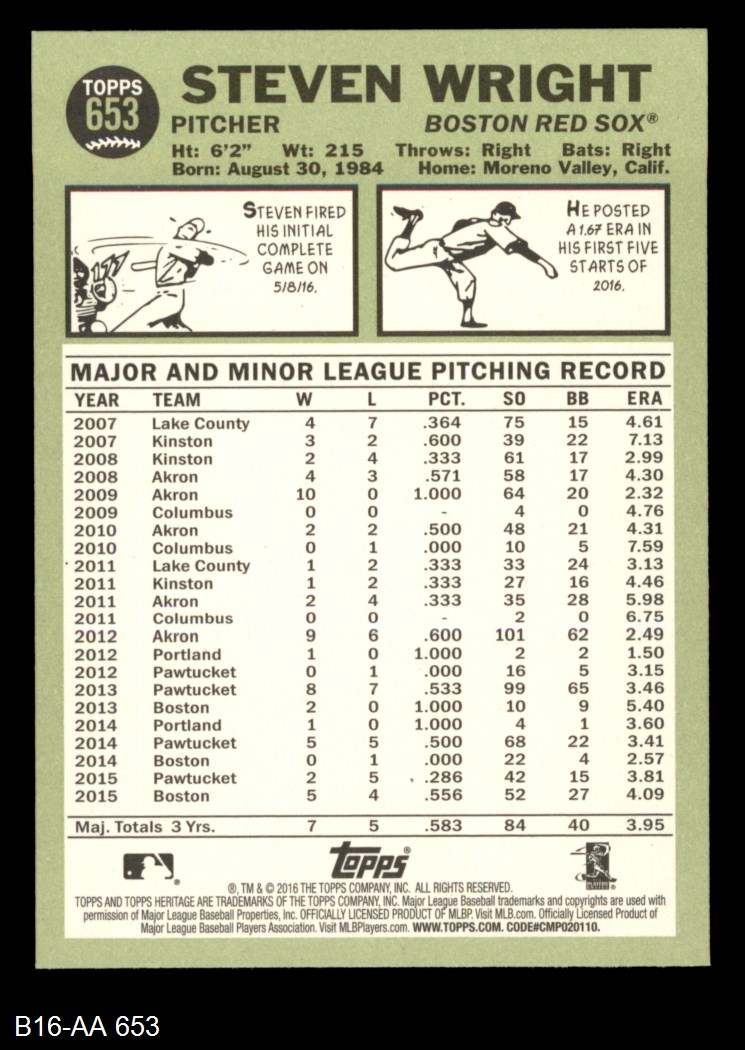 TOPPS
653
STEVEN WRIGHT
PITCHER BOSTON RED SOX®
Ht: 6'2" Wt: 215 Throws: Right Bats: Right
Born: August 30, 1984 Home: Moreno Valley, Calif.
STEVEN FIRED
HIS INITIAL
COMPLETE
GAME ON
5/8/16.
HE POSTED
A 1.67 ERA IN
HIS FIRST FIVE
STARTS OF
2016.
MAJOR AND MINOR LEAGUE PITCHING RECORD
YEAR TEAM W L PCT. SO BB ERA
2007 Lake County 4 7 .364 75 15 4.61
2007 Kinston 3 2 .600 39 22 7.13
2008 Kinston 2 4 .333 61 17 2.99
2008 Akron 4 3 .571 58 17 4.30
2009 Akron 10 0 1.000 64 20 2.32
2009 Columbus 0 0 - 4 0 4.76
2010 Akron 2 2 .500 48 21 4.31
2010 Columbus 0 1 .000 10 5 7.59
2011 Lake County 1 2 .333 33 24 3.13
2011 Kinston 1 2 .333 27 16 4.46
2011 Akron 2 4 .333 35 28 5.98
2011 Columbus 0 0 - 2 0 6.75
2012 Akron 9 6 .600 101 62 2.49
2012 Portland 1 0 1.000 2 2 1.50
2012 Pawtucket 0 1 .000 16 5 3.15
2013 Pawtucket 8 7 .533 99 65 3.46
2013 Boston 2 0 1.000 10 9 5.40
2014 Portland 1 0 1.000 4 1 3.60
2014 Pawtucket 5 5 .500 68 22 3.41
2014 Boston 0 1 .000 22 4 2.57
2015 Pawtucket 2 5 .286 42 15 3.81
2015 Boston 5 4 .556 52 27 4.09
Maj. Totals 3 Yrs. 7 5 .583 84 40 3.95
Topps®
®, TM & © 2016 THE TOPPS COMPANY, INC. ALL RIGHTS RESERVED.
TOPPS AND TOPPS HERITAGE ARE TRADEMARKS OF THE TOPPS COMPANY, INC. Major League Baseball trademarks and copyrights are used with
permission of Major League Baseball Properties, Inc. OFFICIALLY LICENSED PRODUCT OF MLBP. Visit MLB.com. Officially Licensed Product of
Major League Baseball Players Association. Visit MLBPlayers.com. WWW.TOPPS.COM. CODE#CMP020110.
B16-AA 653